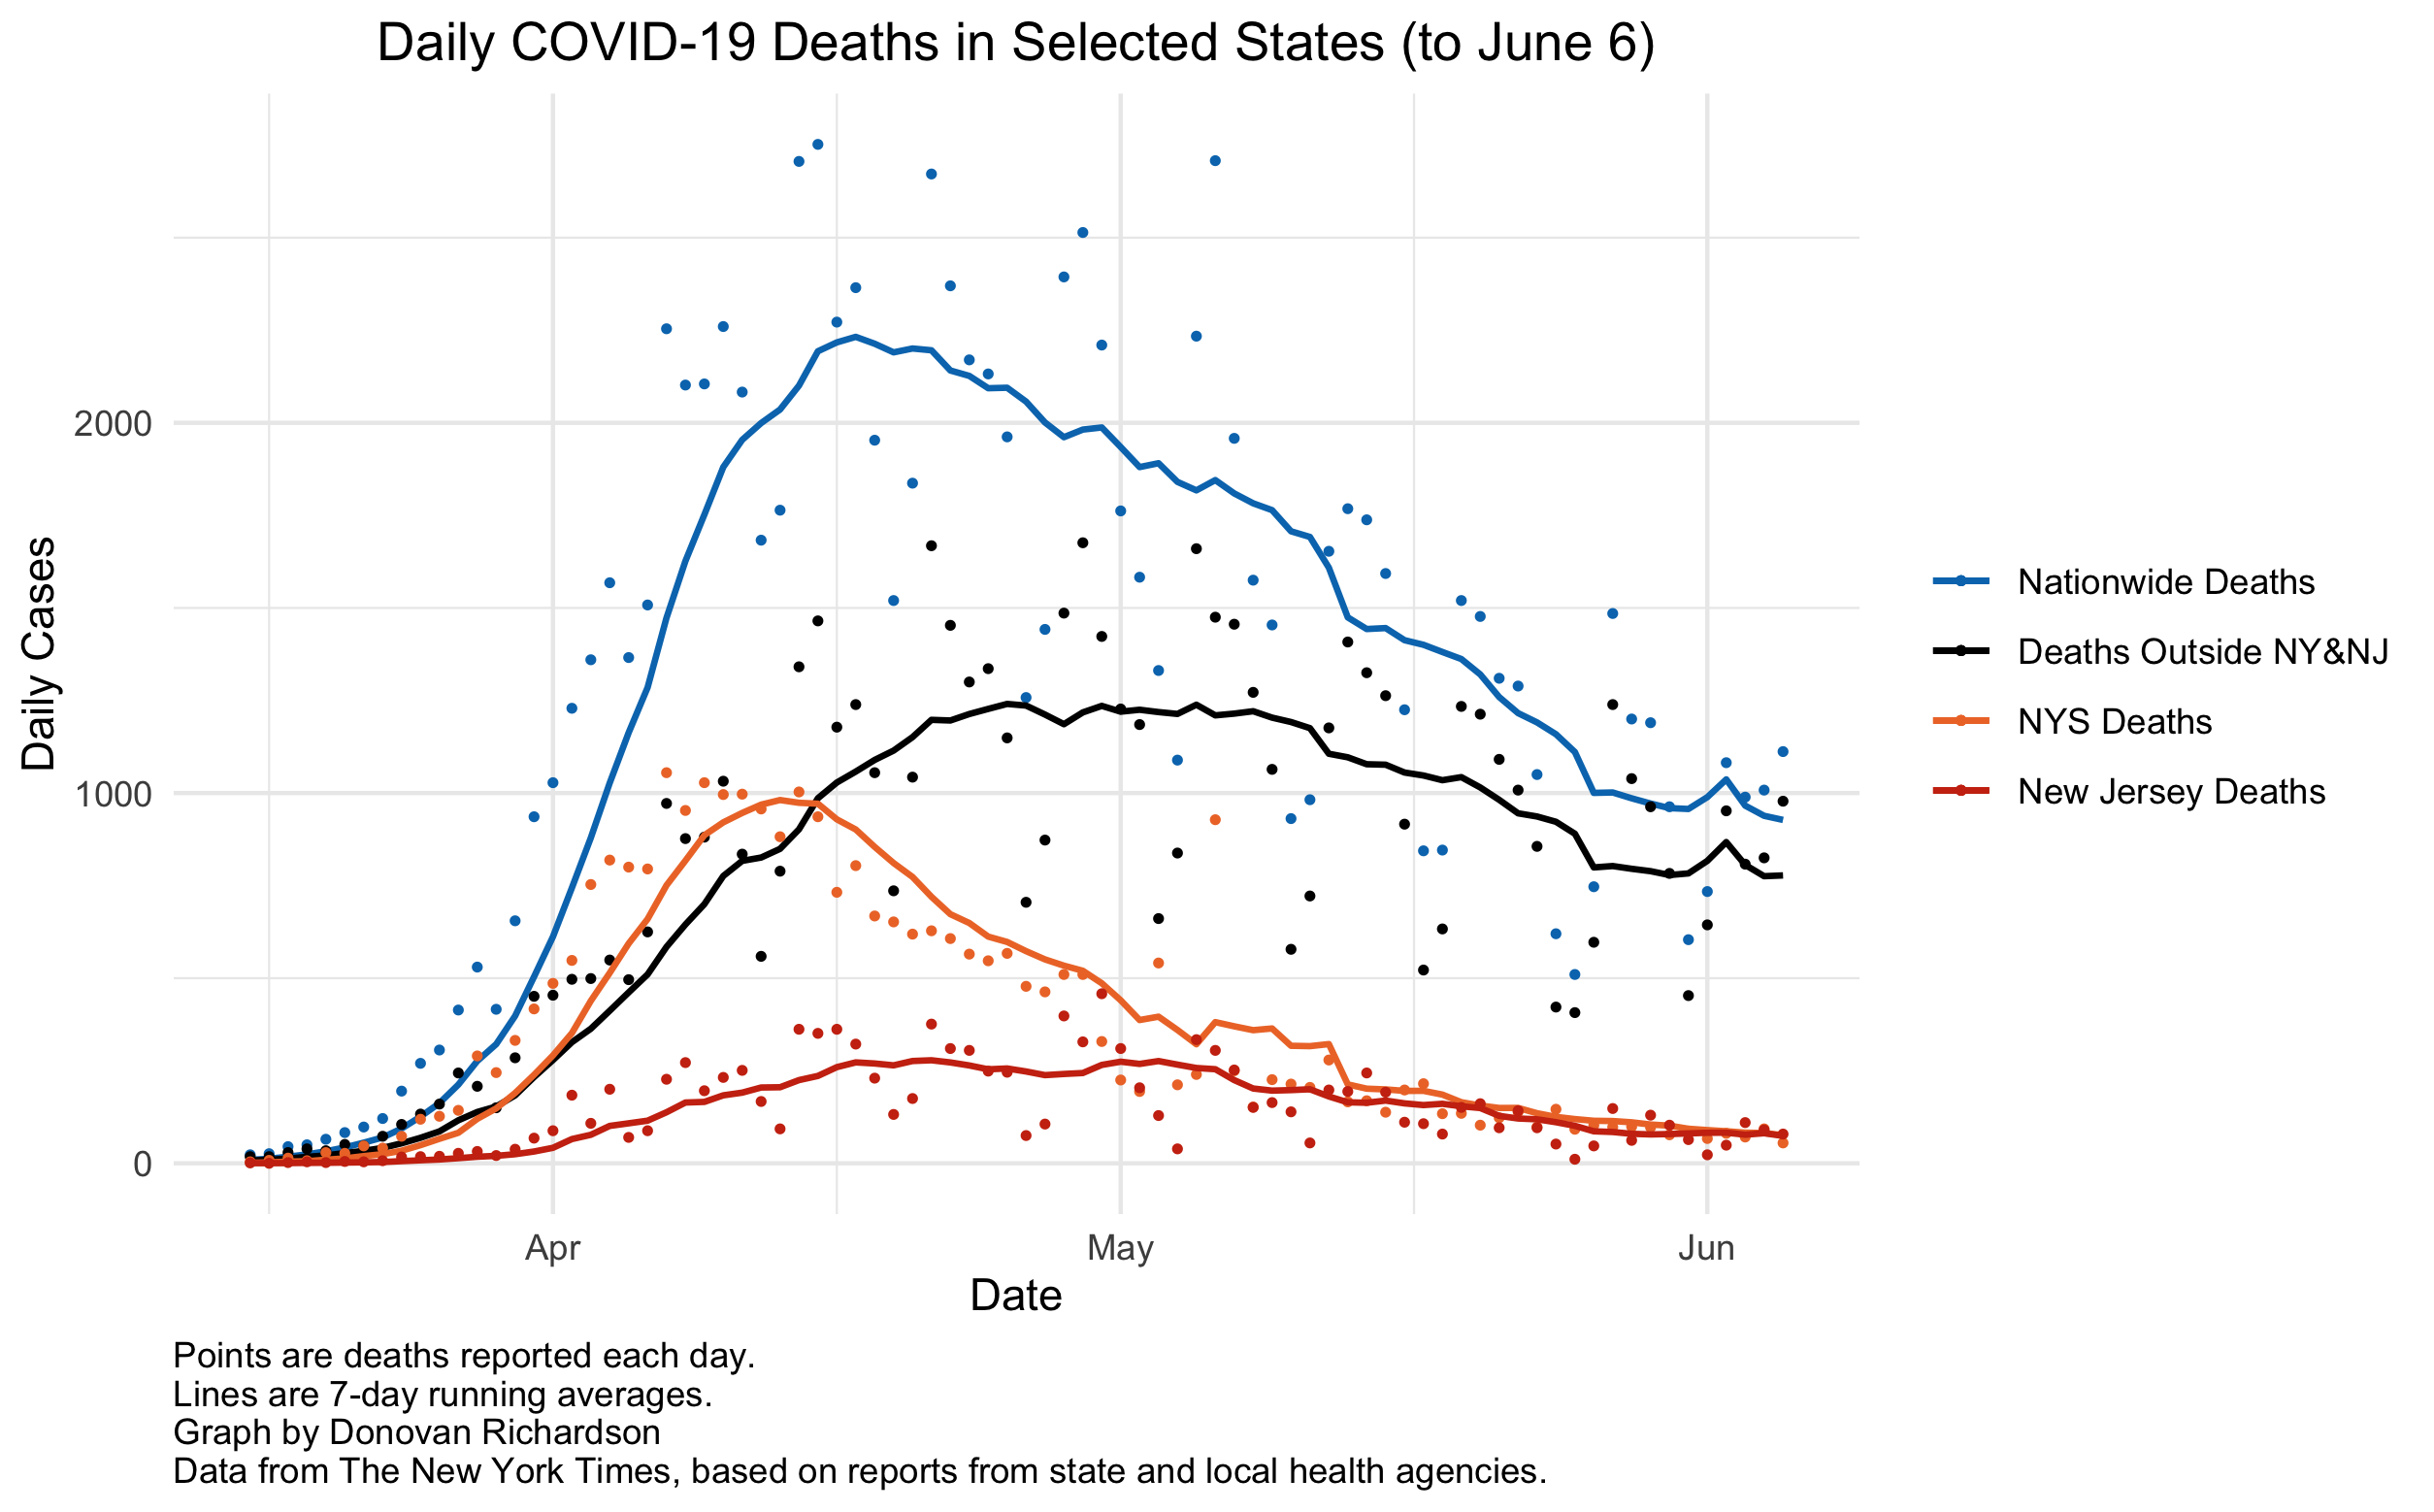 Daily COVID-19 Deaths in Selected States (to June 6)
Daily Cases
2000
1000
0
Apr
May
Jun
Date
Nationwide Deaths
Deaths Outside NY&NJ
NYS Deaths
New Jersey Deaths
Points are deaths reported each day.
Lines are 7-day running averages.
Graph by Donovan Richardson
Data from The New York Times, based on reports from state and local health agencies.